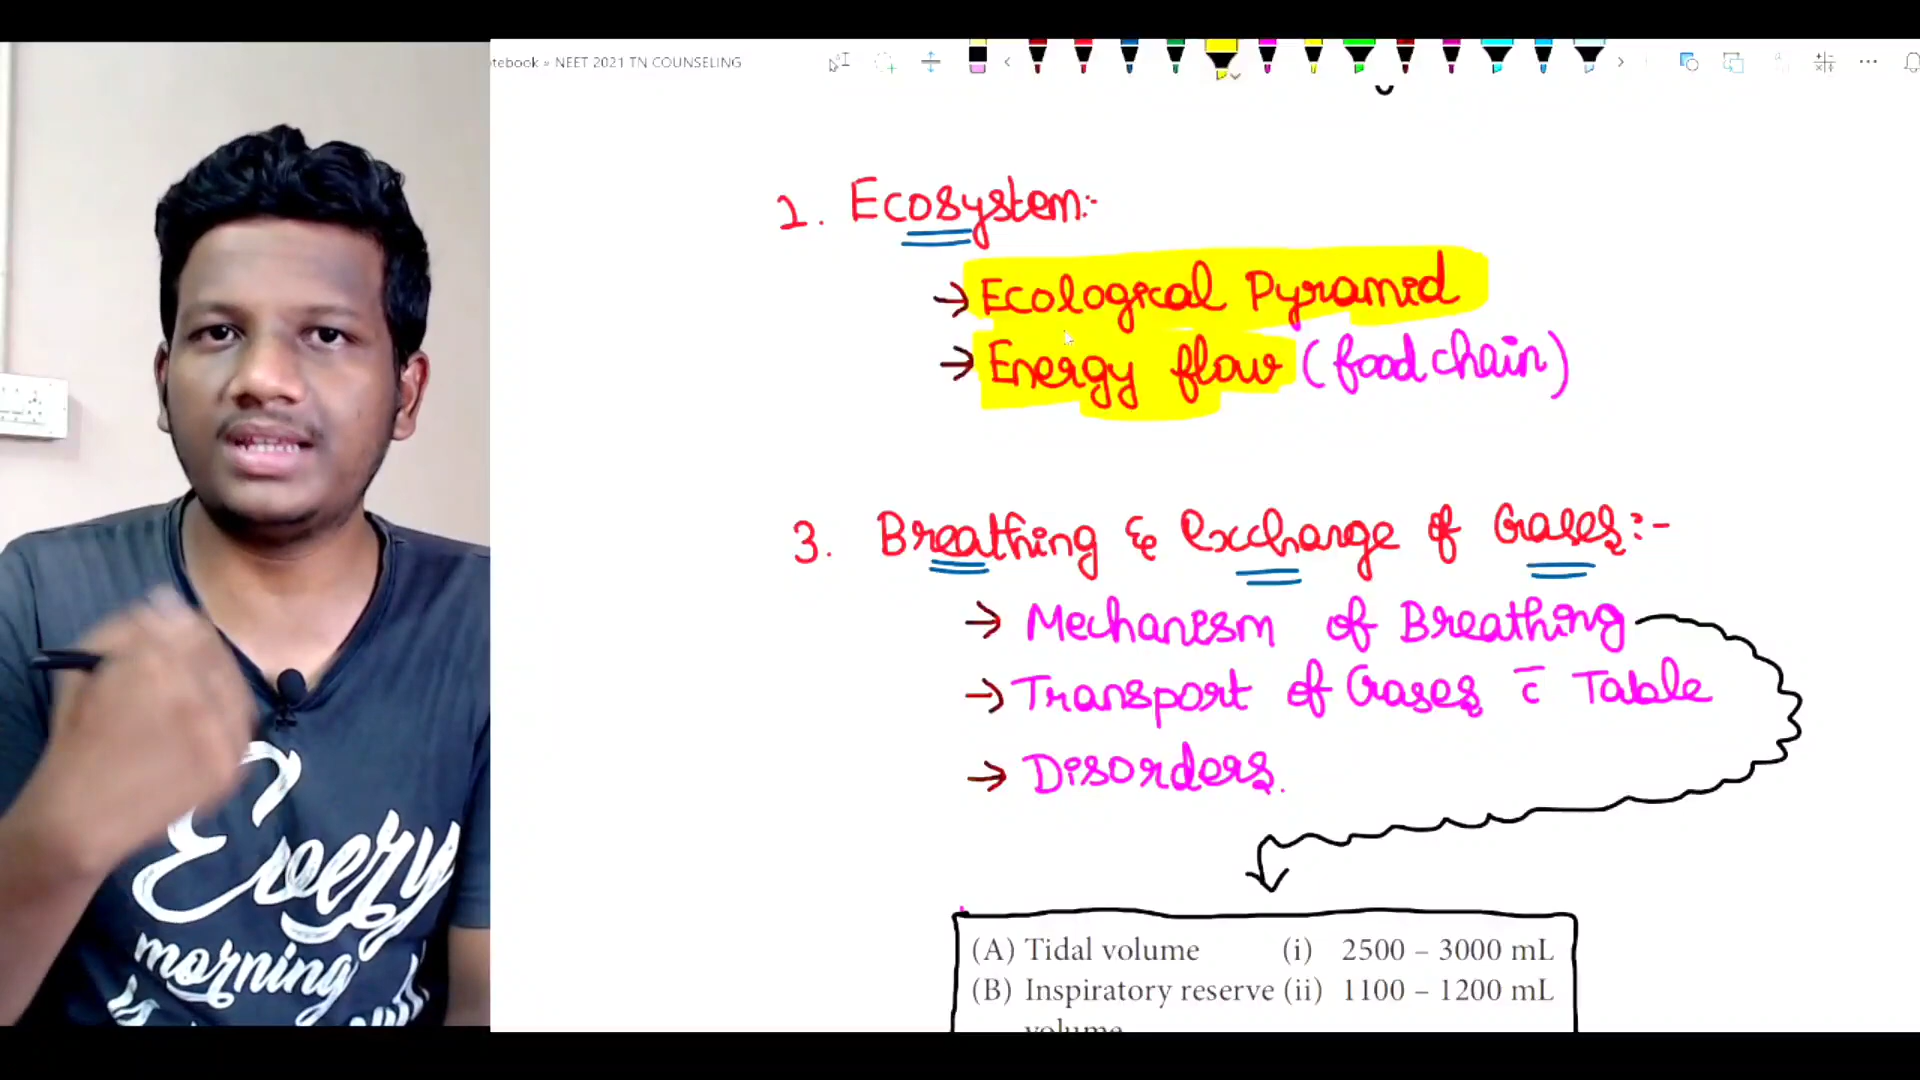 tebook » NEET 2021 TN COUNSELING
2. Ecosystem:-
→ Ecological Pyramid
→ Energy flow (food chain)
3. Breathing & Exchange of Gases:-
→ Mechanism of Breathing
→ Transport of Gases c̄ Table
→ Disorders.
(A) Tidal volume (i) 2500 – 3000 mL
(B) Inspiratory reserve (ii) 1100 – 1200 mL
volume
Every
morning